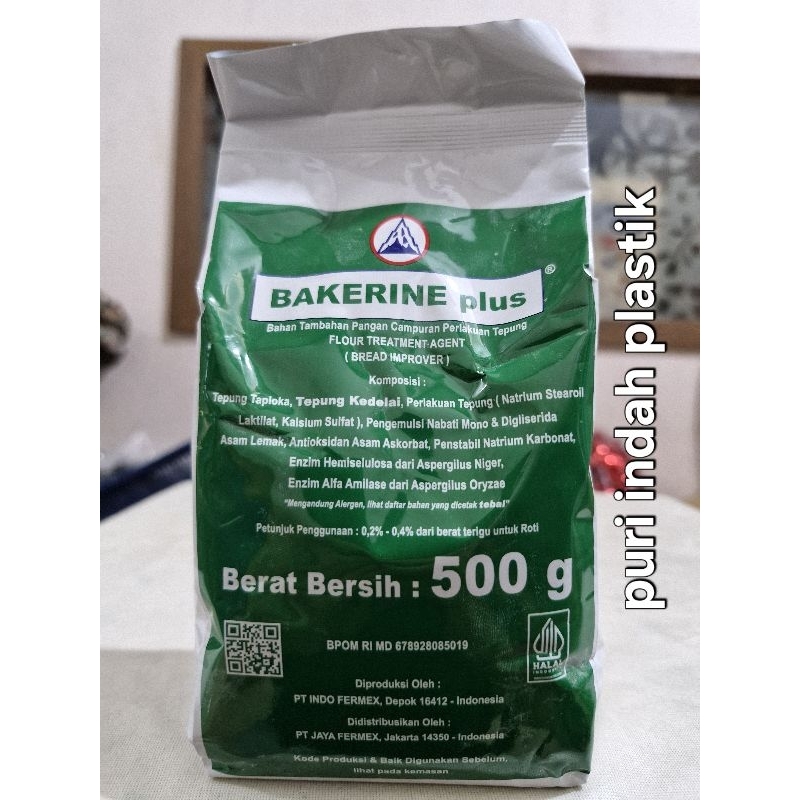 BAKERINE plus ®
Bahan Tambahan Pangan Campuran Perlakuan Tepung
FLOUR TREATMENT AGENT
( BREAD IMPROVER )
Komposisi :
Tepung Tapioka, Tepung Kedelai, Perlakuan Tepung ( Natrium Stearoil
Laktilat, Kalsium Sulfat ), Pengemulsi Nabati Mono & Digliserida
Asam Lemak, Antioksidan Asam Askorbat, Penstabil Natrium Karbonat,
Enzim Hemiselulosa dari Aspergilus Niger,
Enzim Alfa Amilase dari Aspergilus Oryzae
"Mengandung Alergen, lihat daftar bahan yang dicetak tebal"
Petunjuk Penggunaan : 0,2% - 0,4% dari berat terigu untuk Roti
Berat Bersih : 500 g
BPOM RI MD 678928085019
HALAL
INDONESIA
Diproduksi Oleh :
PT INDO FERMEX, Depok 16412 - Indonesia
Didistribusikan Oleh :
PT JAYA FERMEX, Jakarta 14350 - Indonesia
Kode Produksi & Baik Digunakan Sebelum.
lihat pada kemasan
puri indah plastik